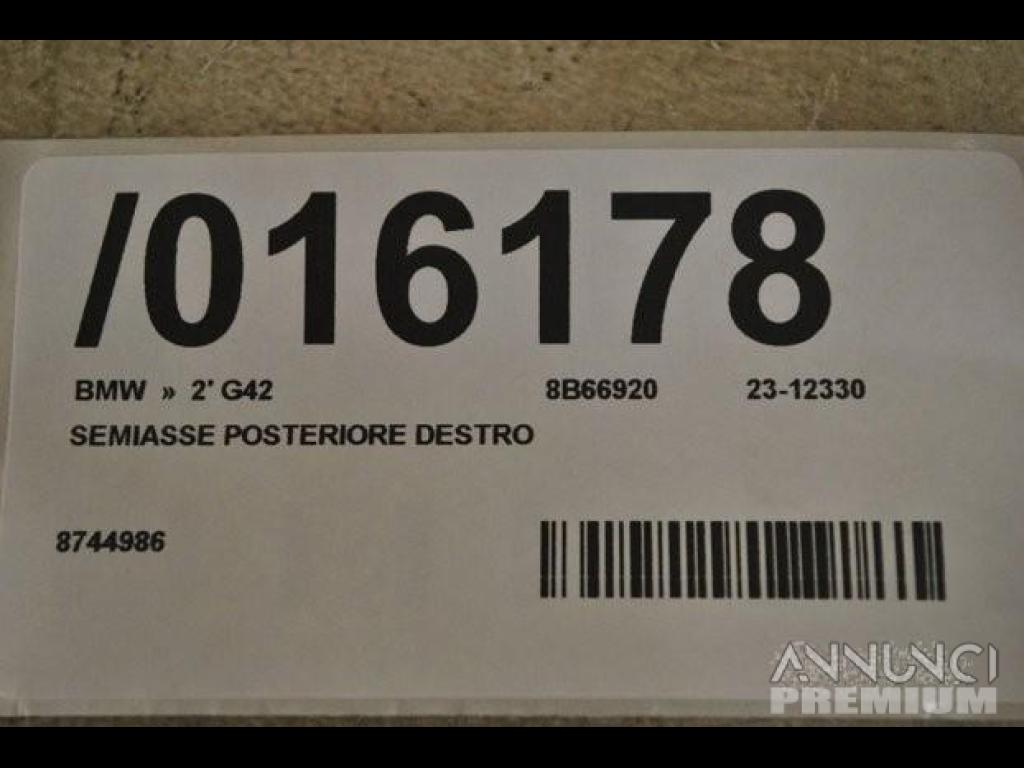 /016178
BMW » 2' G42 8B66920 23-12330
SEMIASSE POSTERIORE DESTRO
8744986
ANNUNCI
PREMIUM